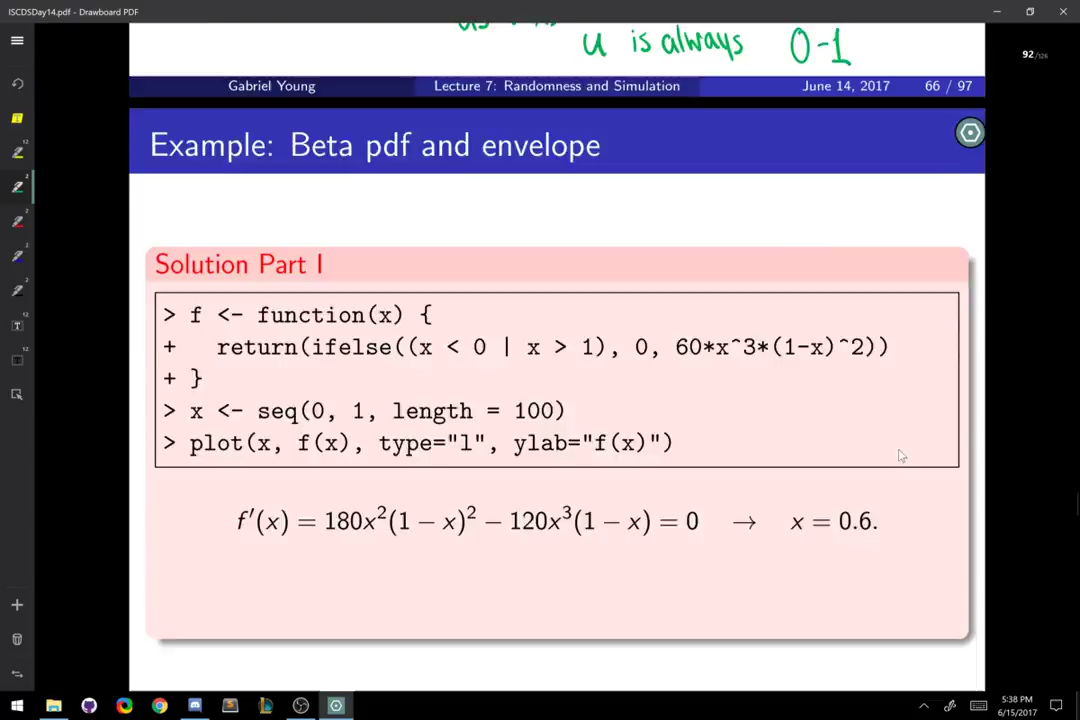 ISCDSDay14.pdf - Drawboard PDF
u is always 0-1
92/126
Gabriel Young Lecture 7: Randomness and Simulation June 14, 2017 66 / 97
Example: Beta pdf and envelope
Solution Part I
> f <- function(x) {
+ return(ifelse((x < 0 | x > 1), 0, 60*x^3*(1-x)^2))
+ }
> x <- seq(0, 1, length = 100)
> plot(x, f(x), type="l", ylab="f(x)")
f′(x) = 180x²(1 − x)² − 120x³(1 − x) = 0 → x = 0.6.
5:38 PM
6/15/2017